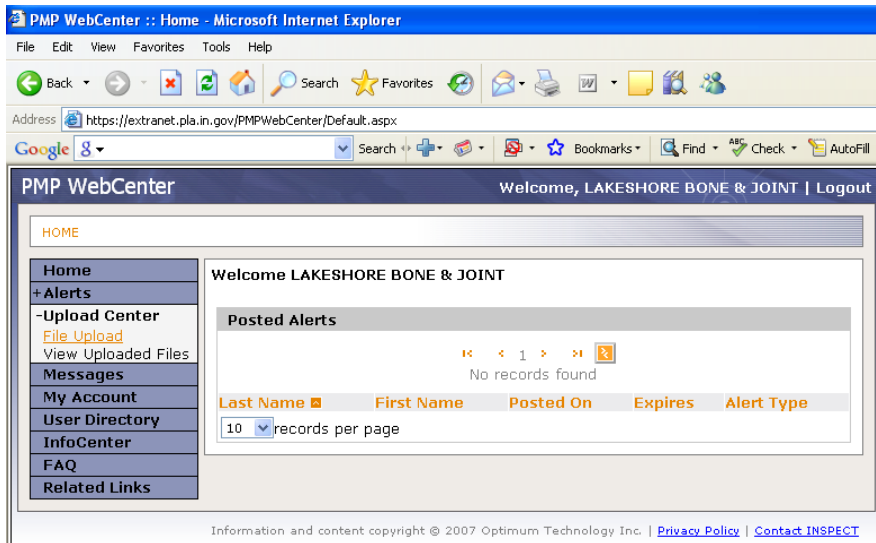 PMP WebCenter :: Home - Microsoft Internet Explorer
File Edit View Favorites Tools Help
Back Search Favorites
Address https://extranet.pla.in.gov/PMPWebCenter/Default.aspx
Google Search Bookmarks Find Check AutoFill
PMP WebCenter Welcome, LAKESHORE BONE & JOINT | Logout
HOME
Home
+Alerts
-Upload Center
File Upload
View Uploaded Files
Messages
My Account
User Directory
InfoCenter
FAQ
Related Links
Welcome LAKESHORE BONE & JOINT
Posted Alerts
1
No records found
Last Name First Name Posted On Expires Alert Type
10 records per page
Information and content copyright © 2007 Optimum Technology Inc. | Privacy Policy | Contact INSPECT